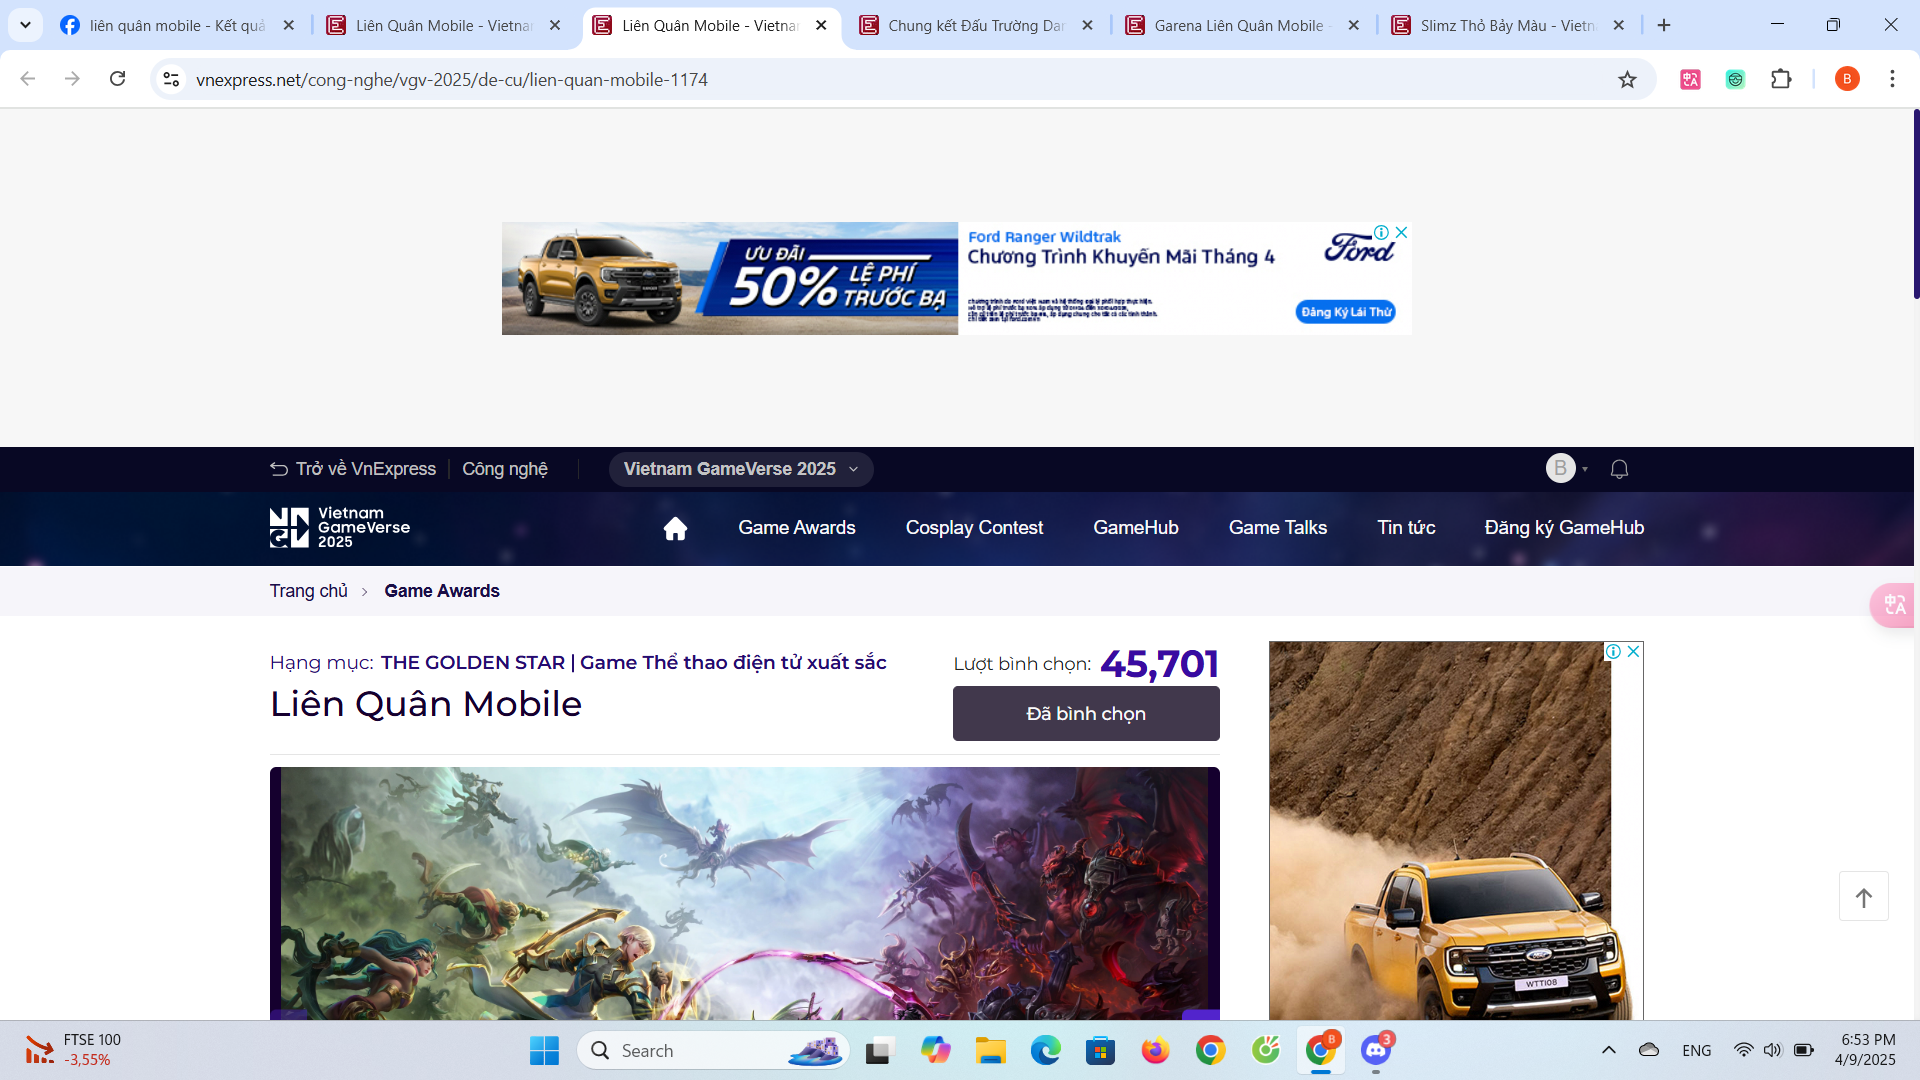 liên quân mobile - Kết quả
Liên Quân Mobile - Vietnar
Liên Quân Mobile - Vietnar
Chung kết Đấu Trường Dan
Garena Liên Quân Mobile -
Slimz Thỏ Bảy Màu - Vietn
vnexpress.net/cong-nghe/vgv-2025/de-cu/lien-quan-mobile-1174
B
ƯU ĐÃI
50% LỆ PHÍ
TRƯỚC BẠ
Ford Ranger Wildtrak
Chương Trình Khuyến Mãi Tháng 4
Ford
Đăng Ký Lái Thử
Trở về VnExpress
Công nghệ
Vietnam GameVerse 2025
B
Vietnam
GameVerse
2025
Game Awards
Cosplay Contest
GameHub
Game Talks
Tin tức
Đăng ký GameHub
Trang chủ
Game Awards
Hạng mục: THE GOLDEN STAR | Game Thể thao điện tử xuất sắc
Lượt bình chọn: 45,701
Liên Quân Mobile
Đã bình chọn
Ford
WTT108
FTSE 100
-3,55%
Search
B
3
ENG
6:53 PM
4/9/2025